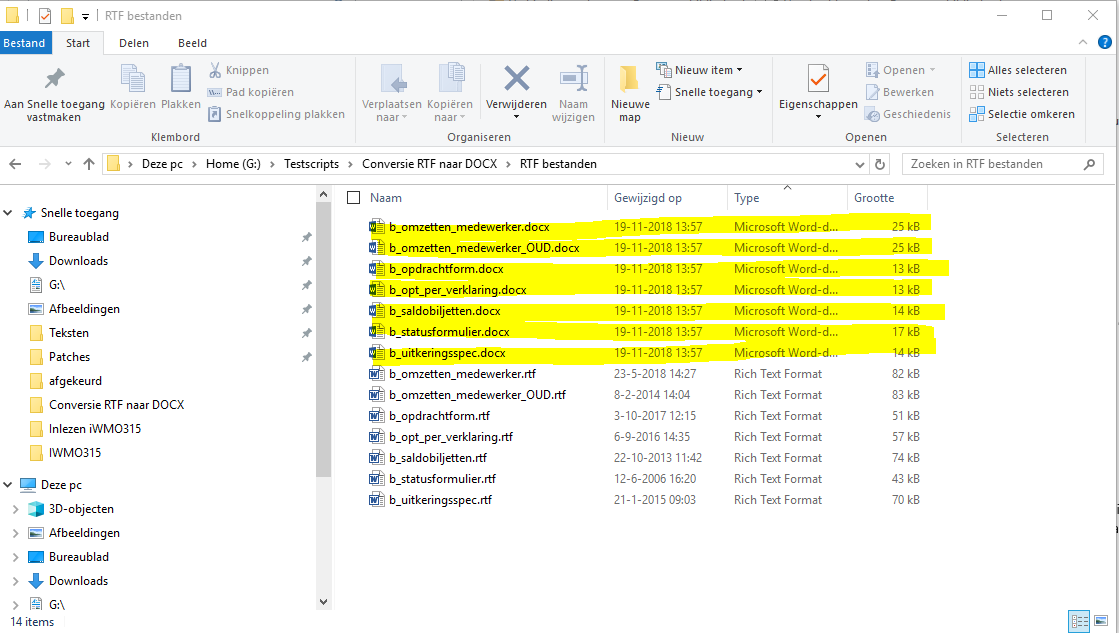 RTF bestanden
Bestand Start Delen Beeld
Aan Snelle toegang vastmaken
Kopiëren
Plakken
Knippen
Pad kopiëren
Snelkoppeling plakken
Klembord
Verplaatsen naar
Kopiëren naar
Verwijderen
Naam wijzigen
Organiseren
Nieuwe map
Nieuw item
Snelle toegang
Nieuw
Eigenschappen
Openen
Bewerken
Geschiedenis
Openen
Alles selecteren
Niets selecteren
Selectie omkeren
Selecteren
Deze pc > Home (G:) > Testscripts > Conversie RTF naar DOCX > RTF bestanden
Zoeken in RTF bestanden
Snelle toegang
Bureaublad
Downloads
G:\
Afbeeldingen
Teksten
Patches
afgekeurd
Conversie RTF naar DOCX
Inlezen iWMO315
IWMO315
Deze pc
3D-objecten
Afbeeldingen
Bureaublad
Downloads
G:\
Naam Gewijzigd op Type Grootte
b_omzetten_medewerker.docx 19-11-2018 13:57 Microsoft Word-d... 25 kB
b_omzetten_medewerker_OUD.docx 19-11-2018 13:57 Microsoft Word-d... 25 kB
b_opdrachtform.docx 19-11-2018 13:57 Microsoft Word-d... 13 kB
b_opt_per_verklaring.docx 19-11-2018 13:57 Microsoft Word-d... 13 kB
b_saldobiljetten.docx 19-11-2018 13:57 Microsoft Word-d... 14 kB
b_statusformulier.docx 19-11-2018 13:57 Microsoft Word-d... 17 kB
b_uitkeringsspec.docx 19-11-2018 13:57 Microsoft Word-d... 14 kB
b_omzetten_medewerker.rtf 23-5-2018 14:27 Rich Text Format 82 kB
b_omzetten_medewerker_OUD.rtf 8-2-2014 14:04 Rich Text Format 83 kB
b_opdrachtform.rtf 3-10-2017 12:15 Rich Text Format 51 kB
b_opt_per_verklaring.rtf 6-9-2016 14:35 Rich Text Format 57 kB
b_saldobiljetten.rtf 22-10-2013 11:42 Rich Text Format 74 kB
b_statusformulier.rtf 12-6-2006 16:20 Rich Text Format 43 kB
b_uitkeringsspec.rtf 21-1-2015 09:03 Rich Text Format 70 kB
14 items